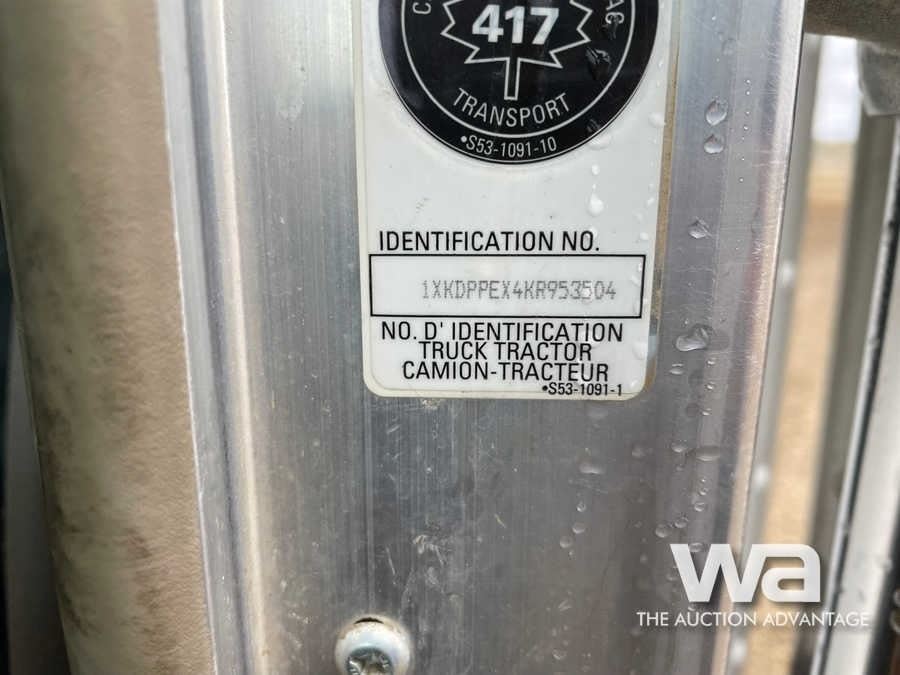 417
TRANSPORT
•S53-1091-10
IDENTIFICATION NO.
1XKDPPEX4KR953504
NO. D' IDENTIFICATION
TRUCK TRACTOR
CAMION-TRACTEUR
•S53-1091-1
wa
THE AUCTION ADVANTAGE